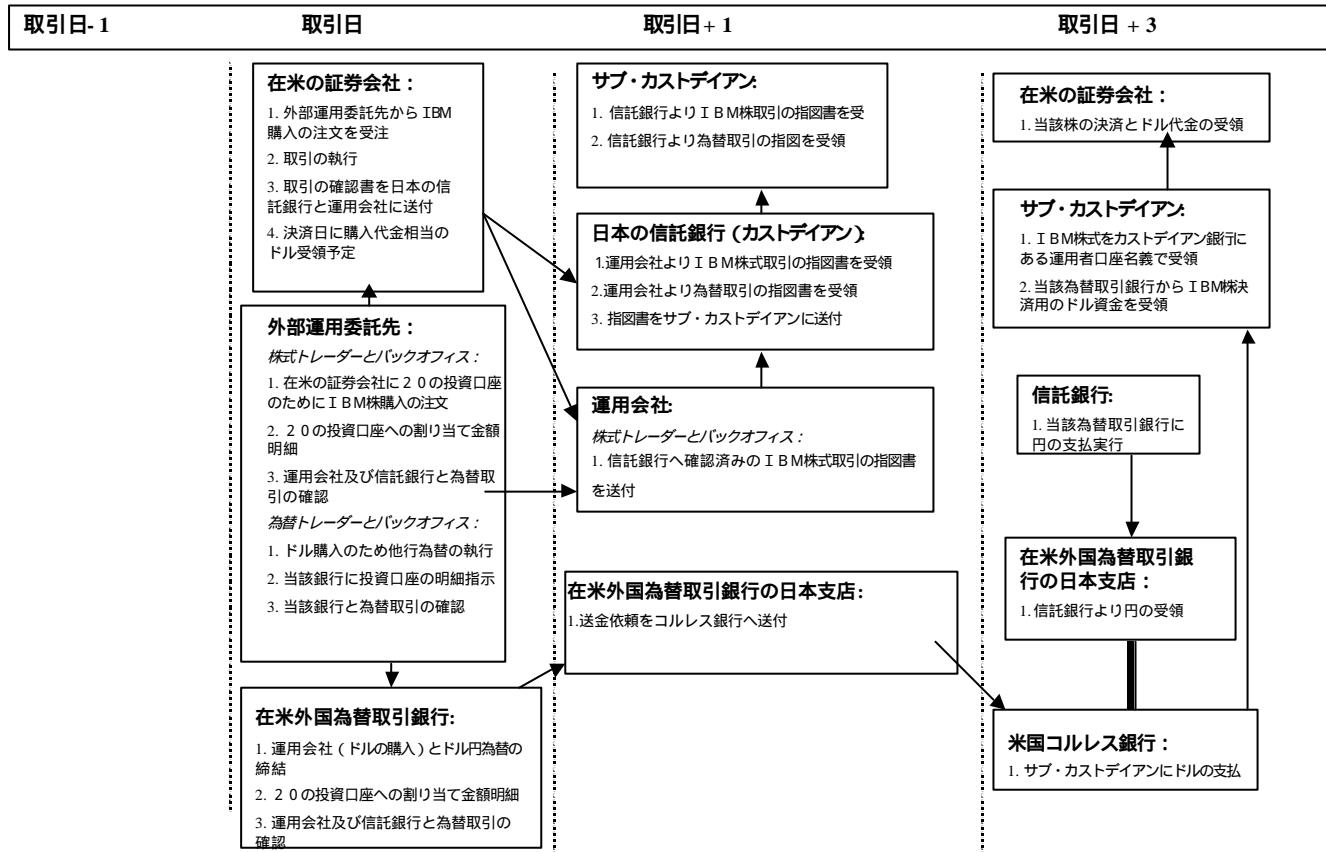 取引日- 1
取引日
取引日+ 1
取引日 + 3
在米の証券会社：
1. 外部運用委託先からIBM
購入の注文を受注
2. 取引の執行
3. 取引の確認書を日本の信
託銀行と運用会社に送付
4. 決済日に購入代金相当の
ドル受領予定
外部運用委託先：
株式トレーダーとバックオフィス：
1. 在米の証券会社に２０の投資口座
のためにＩＢＭ株購入の注文
2. ２０の投資口座への割り当て金額
明細
3. 運用会社及び信託銀行と為替取
引の確認
為替トレーダーとバックオフィス：
1. ドル購入のため他行為替の執行
2. 当該銀行に投資口座の明細指示
3. 当該銀行と為替取引の確認
在米外国為替取引銀行:
1. 運用会社（ドルの購入）とドル円為替の
締結
2. ２０の投資口座への割り当て金額明細
3. 運用会社及び信託銀行と為替取引の
確認
サブ・カストデイアン:
1. 信託銀行よりＩＢＭ株取引の指図書を受
2. 信託銀行より為替取引の指図を受領
日本の信託銀行（カストデイアン）:
1.運用会社よりＩＢＭ株式取引の指図書を受領
2.運用会社より為替取引の指図書を受領
3. 指図書をサブ・カストデイアンに送付
運用会社:
株式トレーダーとバックオフィス：
1. 信託銀行へ確認済みのＩＢＭ株式取引の指図書
を送付
在米外国為替取引銀行の日本支店：
1.送金依頼をコルレス銀行へ送付
在米の証券会社：
1.当該株の決済とドル代金の受領
サブ・カストデイアン:
1. ＩＢＭ株式をカストデイアン銀行に
ある運用者口座名義で受領
2. 当該為替取引銀行からＩＢＭ株決
済用のドル資金を受領
信託銀行:
1. 当該為替取引銀行に
円の支払実行
在米外国為替取引銀
行の日本支店：
1.信託銀行より円の受領
米国コルレス銀行：
1. サブ・カストデイアンにドルの支払